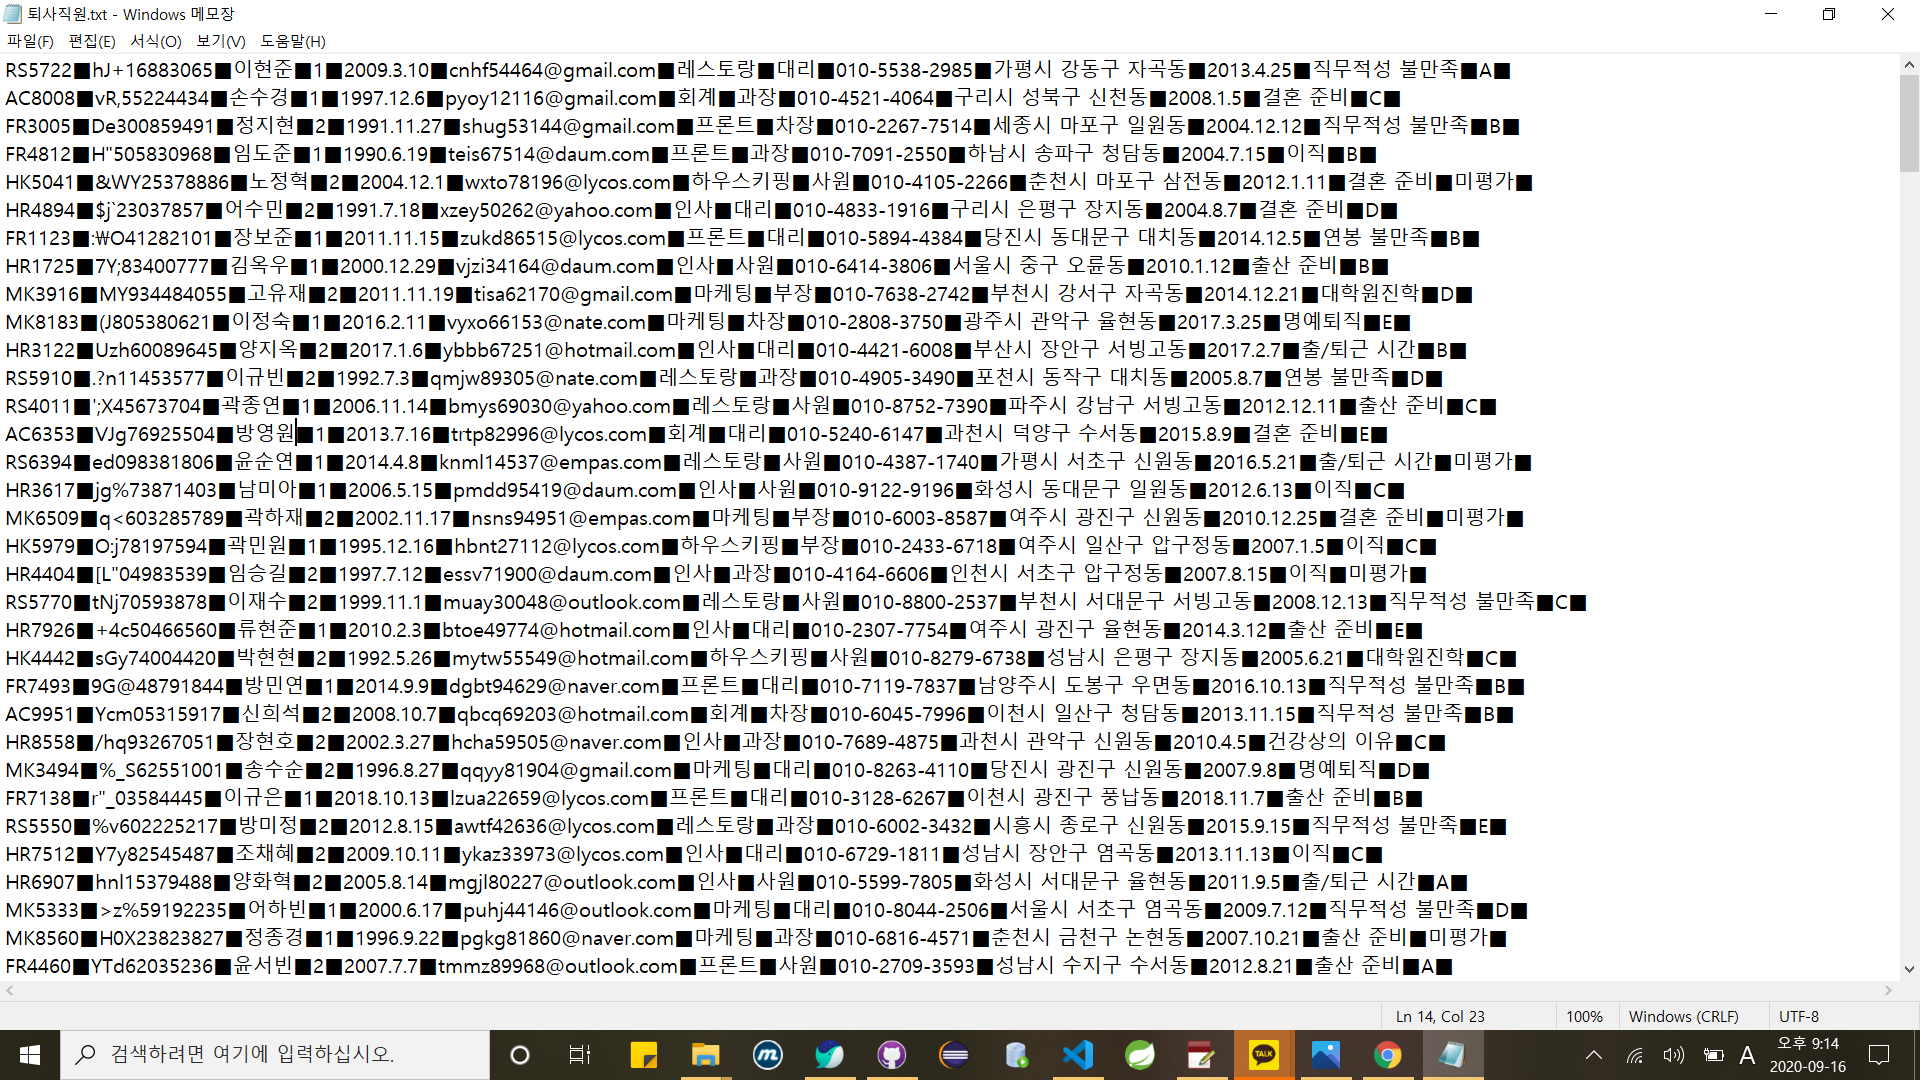 퇴사직원.txt - Windows 메모장
파일(F) 편집(E) 서식(O) 보기(V) 도움말(H)
RS5722■hJ+16883065■이현준■1■2009.3.10■cnhf54464@gmail.com■레스토랑■대리■010-5538-2985■가평시 강동구 자곡동■2013.4.25■직무적성 불만족■A■
AC8008■vR,55224434■손수경■1■1997.12.6■pyoy12116@gmail.com■회계■과장■010-4521-4064■구리시 성북구 신천동■2008.1.5■결혼 준비■C■
FR3005■De300859491■정지현■2■1991.11.27■shug53144@gmail.com■프론트■차장■010-2267-7514■세종시 마포구 일원동■2004.12.12■직무적성 불만족■B■
FR4812■H"505830968■임도준■1■1990.6.19■teis67514@daum.com■프론트■과장■010-7091-2550■하남시 송파구 청담동■2004.7.15■이직■B■
HK5041■&WY25378886■노정혁■2■2004.12.1■wxto78196@lycos.com■하우스키핑■사원■010-4105-2266■춘천시 마포구 삼전동■2012.1.11■결혼 준비■미평가■
HR4894■$j`23037857■어수민■2■1991.7.18■xzey50262@yahoo.com■인사■대리■010-4833-1916■구리시 은평구 장지동■2004.8.7■결혼 준비■D■
FR1123■:₩O41282101■장보준■1■2011.11.15■zukd86515@lycos.com■프론트■대리■010-5894-4384■당진시 동대문구 대치동■2014.12.5■연봉 불만족■B■
HR1725■7Y;83400777■김옥우■1■2000.12.29■vjzi34164@daum.com■인사■사원■010-6414-3806■서울시 중구 오륜동■2010.1.12■출산 준비■B■
MK3916■MY934484055■고유재■2■2011.11.19■tisa62170@gmail.com■마케팅■부장■010-7638-2742■부천시 강서구 자곡동■2014.12.21■대학원진학■D■
MK8183■(J805380621■이정숙■1■2016.2.11■vyxo66153@nate.com■마케팅■차장■010-2808-3750■광주시 관악구 율현동■2017.3.25■명예퇴직■E■
HR3122■Uzh60089645■양지옥■2■2017.1.6■ybbb67251@hotmail.com■인사■대리■010-4421-6008■부산시 장안구 서빙고동■2017.2.7■출/퇴근 시간■B■
RS5910■.?n11453577■이규빈■2■1992.7.3■qmjw89305@nate.com■레스토랑■과장■010-4905-3490■포천시 동작구 대치동■2005.8.7■연봉 불만족■D■
RS4011■';X45673704■곽종연■1■2006.11.14■bmys69030@yahoo.com■레스토랑■사원■010-8752-7390■파주시 강남구 서빙고동■2012.12.11■출산 준비■C■
AC6353■VJg76925504■방영원■1■2013.7.16■trtp82996@lycos.com■회계■대리■010-5240-6147■과천시 덕양구 수서동■2015.8.9■결혼 준비■E■
RS6394■ed098381806■윤순연■1■2014.4.8■knml14537@empas.com■레스토랑■사원■010-4387-1740■가평시 서초구 신원동■2016.5.21■출/퇴근 시간■미평가■
HR3617■jg%73871403■남미아■1■2006.5.15■pmdd95419@daum.com■인사■사원■010-9122-9196■화성시 동대문구 일원동■2012.6.13■이직■C■
MK6509■q<603285789■곽하재■2■2002.11.17■nsns94951@empas.com■마케팅■부장■010-6003-8587■여주시 광진구 신원동■2010.12.25■결혼 준비■미평가■
HK5979■O:j78197594■곽민원■1■1995.12.16■hbnt27112@lycos.com■하우스키핑■부장■010-2433-6718■여주시 일산구 압구정동■2007.1.5■이직■C■
HR4404■[L"04983539■임승길■2■1997.7.12■essv71900@daum.com■인사■과장■010-4164-6606■인천시 서초구 압구정동■2007.8.15■이직■미평가■
RS5770■tNj70593878■이재수■2■1999.11.1■muay30048@outlook.com■레스토랑■사원■010-8800-2537■부천시 서대문구 서빙고동■2008.12.13■직무적성 불만족■C■
HR7926■+4c50466560■류현준■1■2010.2.3■btoe49774@hotmail.com■인사■대리■010-2307-7754■여주시 광진구 율현동■2014.3.12■출산 준비■E■
HK4442■sGy74004420■박현현■2■1992.5.26■mytw55549@hotmail.com■하우스키핑■사원■010-8279-6738■성남시 은평구 장지동■2005.6.21■대학원진학■C■
FR7493■9G@48791844■방민연■1■2014.9.9■dgbt94629@naver.com■프론트■대리■010-7119-7837■남양주시 도봉구 우면동■2016.10.13■직무적성 불만족■B■
AC9951■Ycm05315917■신희석■2■2008.10.7■qbcq69203@hotmail.com■회계■차장■010-6045-7996■이천시 일산구 청담동■2013.11.15■직무적성 불만족■B■
HR8558■/hq93267051■장현호■2■2002.3.27■hcha59505@naver.com■인사■과장■010-7689-4875■과천시 관악구 신원동■2010.4.5■건강상의 이유■C■
MK3494■%_S62551001■송수순■2■1996.8.27■qqyy81904@gmail.com■마케팅■대리■010-8263-4110■당진시 광진구 신원동■2007.9.8■명예퇴직■D■
FR7138■r"_03584445■이규은■1■2018.10.13■lzua22659@lycos.com■프론트■대리■010-3128-6267■이천시 광진구 풍납동■2018.11.7■출산 준비■B■
RS5550■%v602225217■방미정■2■2012.8.15■awtf42636@lycos.com■레스토랑■과장■010-6002-3432■시흥시 종로구 신원동■2015.9.15■직무적성 불만족■E■
HR7512■Y7y82545487■조채혜■2■2009.10.11■ykaz33973@lycos.com■인사■대리■010-6729-1811■성남시 장안구 염곡동■2013.11.13■이직■C■
HR6907■hnl15379488■양화혁■2■2005.8.14■mgjl80227@outlook.com■인사■사원■010-5599-7805■화성시 서대문구 율현동■2011.9.5■출/퇴근 시간■A■
MK5333■>z%59192235■어하빈■1■2000.6.17■puhj44146@outlook.com■마케팅■대리■010-8044-2506■서울시 서초구 염곡동■2009.7.12■직무적성 불만족■D■
MK8560■H0X23823827■정종경■1■1996.9.22■pgkg81860@naver.com■마케팅■과장■010-6816-4571■춘천시 금천구 논현동■2007.10.21■출산 준비■미평가■
FR4460■YTd62035236■윤서빈■2■2007.7.7■tmmz89968@outlook.com■프론트■사원■010-2709-3593■성남시 수지구 수서동■2012.8.21■출산 준비■A■
Ln 14, Col 23 100% Windows (CRLF) UTF-8
검색하려면 여기에 입력하십시오.
TALK
A
오후 9:14
2020-09-16